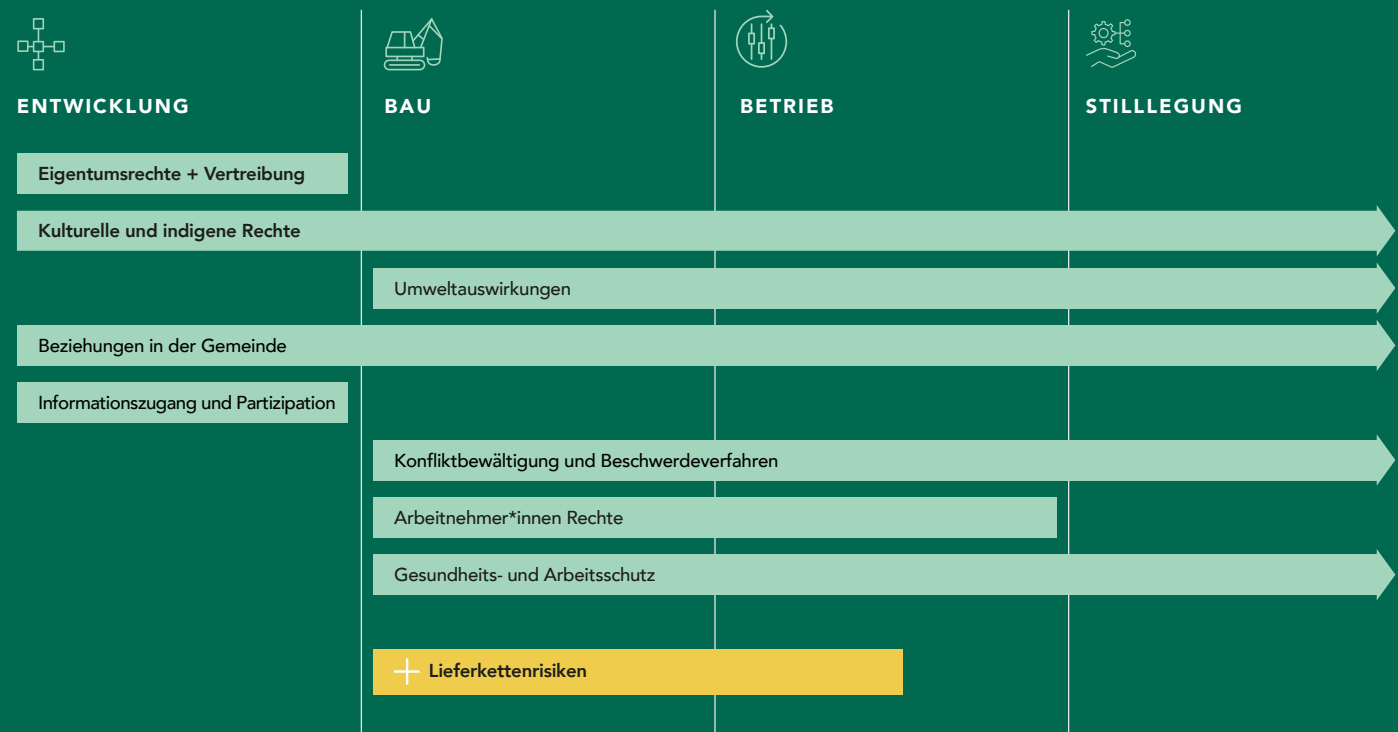 ENTWICKLUNG
BAU
BETRIEB
STILLLEGUNG
Eigentumsrechte + Vertreibung
Kulturelle und indigene Rechte
Umweltauswirkungen
Beziehungen in der Gemeinde
Informationszugang und Partizipation
Konfliktbewältigung und Beschwerdeverfahren
Arbeitnehmer*innen Rechte
Gesundheits- und Arbeitsschutz
+ Lieferkettenrisiken